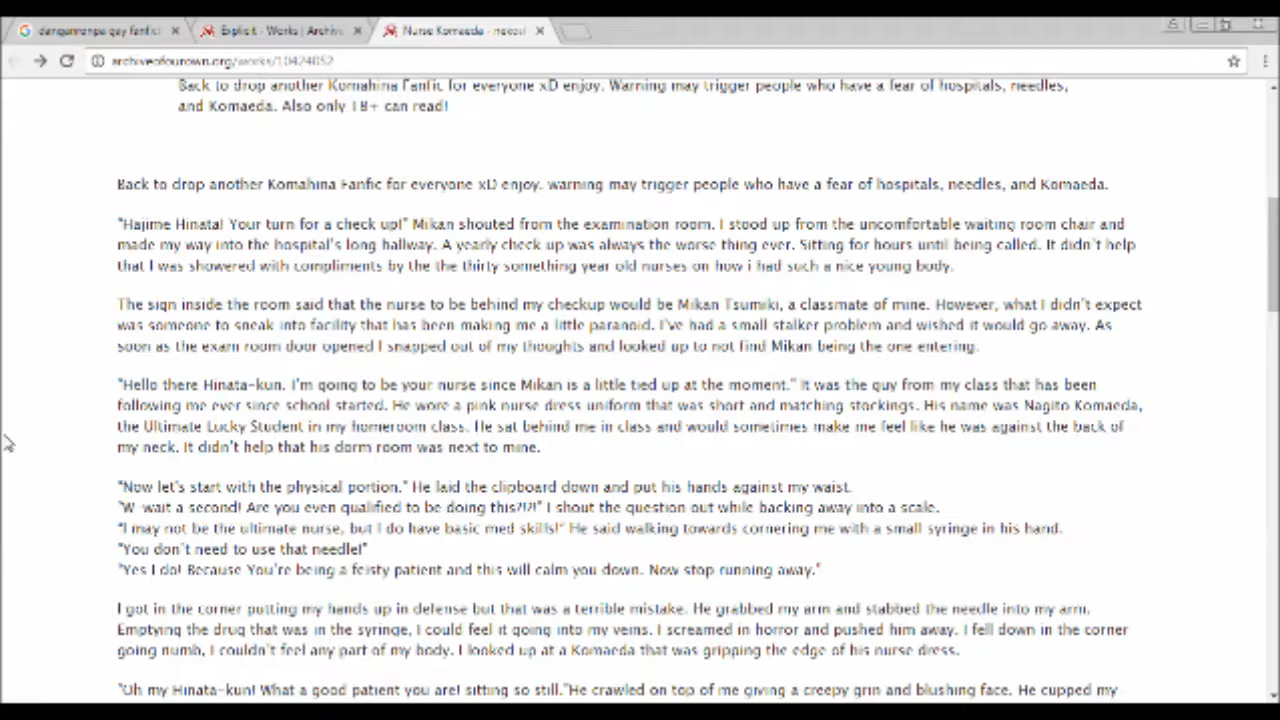 dangantronpa gay fanfict
Explicit - Works | Archive
Nurse Komaeda - nekosl
archiveofourown.org/works/10424052
Back to drop another Komahina Fanfic for everyone xD enjoy. Warning may trigger people who have a fear of hospitals, needles,
and Komaeda. Also only 18+ can read!
Back to drop another Komahina Fanfic for everyone xD enjoy. warning may trigger people who have a fear of hospitals, needles, and Komaeda.
"Hajime Hinata! Your turn for a check up!" Mikan shouted from the examination room. I stood up from the uncomfortable waiting room chair and
made my way into the hospital's long hallway. A yearly check up was always the worse thing ever. Sitting for hours until being called. It didn't help
that I was showered with compliments by the the thirty something year old nurses on how i had such a nice young body.
The sign inside the room said that the nurse to be behind my checkup would be Mikan Tsumiki, a classmate of mine. However, what I didn't expect
was someone to sneak into facility that has been making me a little paranoid. I've had a small stalker problem and wished it would go away. As
soon as the exam room door opened I snapped out of my thoughts and looked up to not find Mikan being the one entering.
"Hello there Hinata-kun. I'm going to be your nurse since Mikan is a little tied up at the moment." It was the guy from my class that has been
following me ever since school started. He wore a pink nurse dress uniform that was short and matching stockings. His name was Nagito Komaeda,
the Ultimate Lucky Student in my homeroom class. He sat behind me in class and would sometimes make me feel like he was against the back of
my neck. It didn't help that his dorm room was next to mine.
"Now let's start with the physical portion." He laid the clipboard down and put his hands against my waist.
"W-wait a second! Are you even qualified to be doing this?!?!" I shout the question out while backing away into a scale.
"I may not be the ultimate nurse, but I do have basic med skills!" He said walking towards cornering me with a small syringe in his hand.
"You don't need to use that needle!"
"Yes I do! Because You're being a feisty patient and this will calm you down. Now stop running away."
I got in the corner putting my hands up in defense but that was a terrible mistake. He grabbed my arm and stabbed the needle into my arm.
Emptying the drug that was in the syringe, I could feel it going into my veins. I screamed in horror and pushed him away. I fell down in the corner
going numb, I couldn't feel any part of my body. I looked up at a Komaeda that was gripping the edge of his nurse dress.
"Oh my Hinata-kun! What a good patient you are! sitting so still."He crawled on top of me giving a creepy grin and blushing face. He cupped my